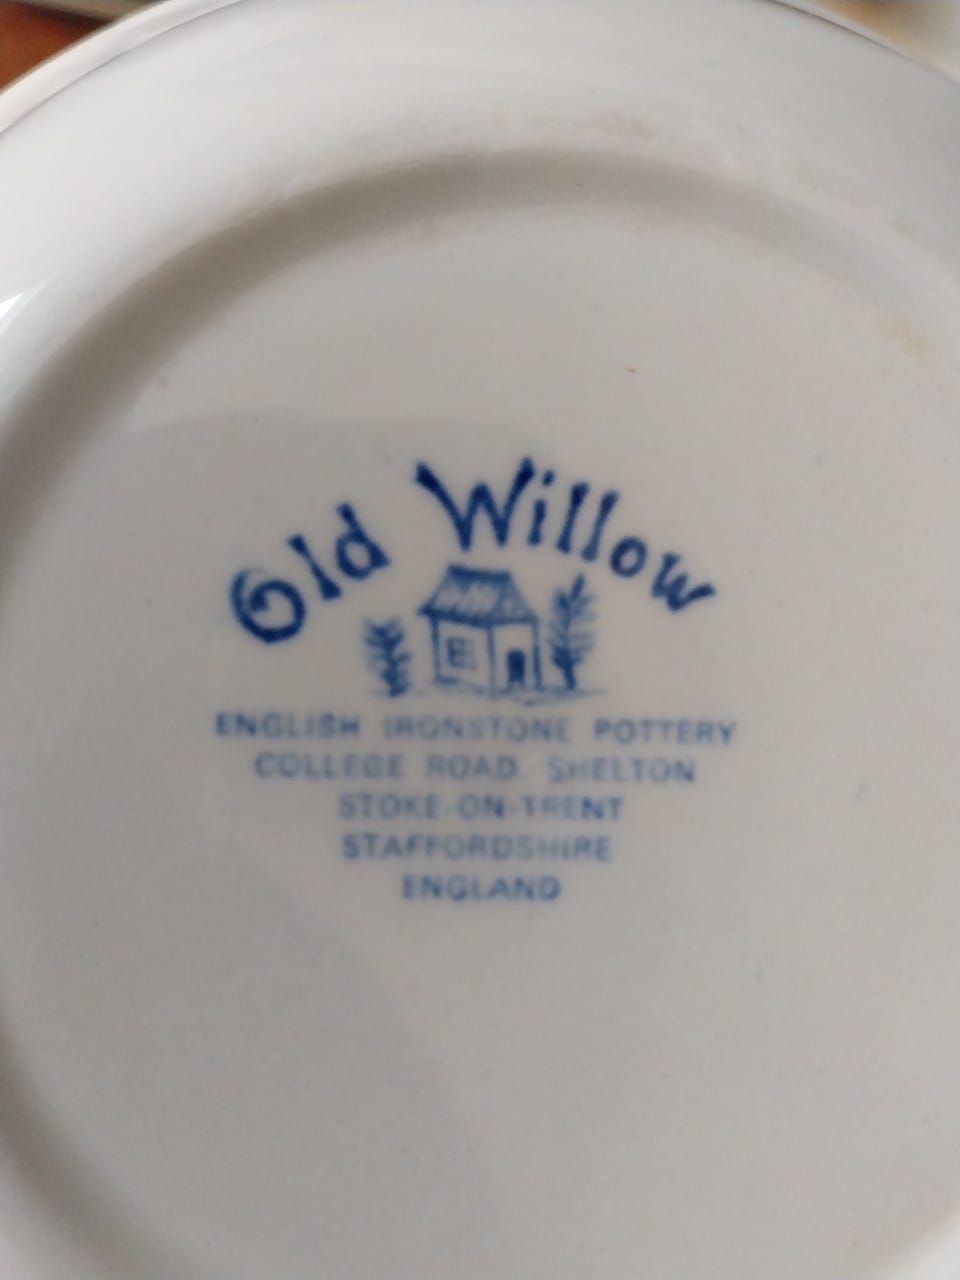 Old Willow
ENGLISH IRONSTONE POTTERY
COLLEGE ROAD, SHELTON
STOKE-ON-TRENT
STAFFORDSHIRE
ENGLAND